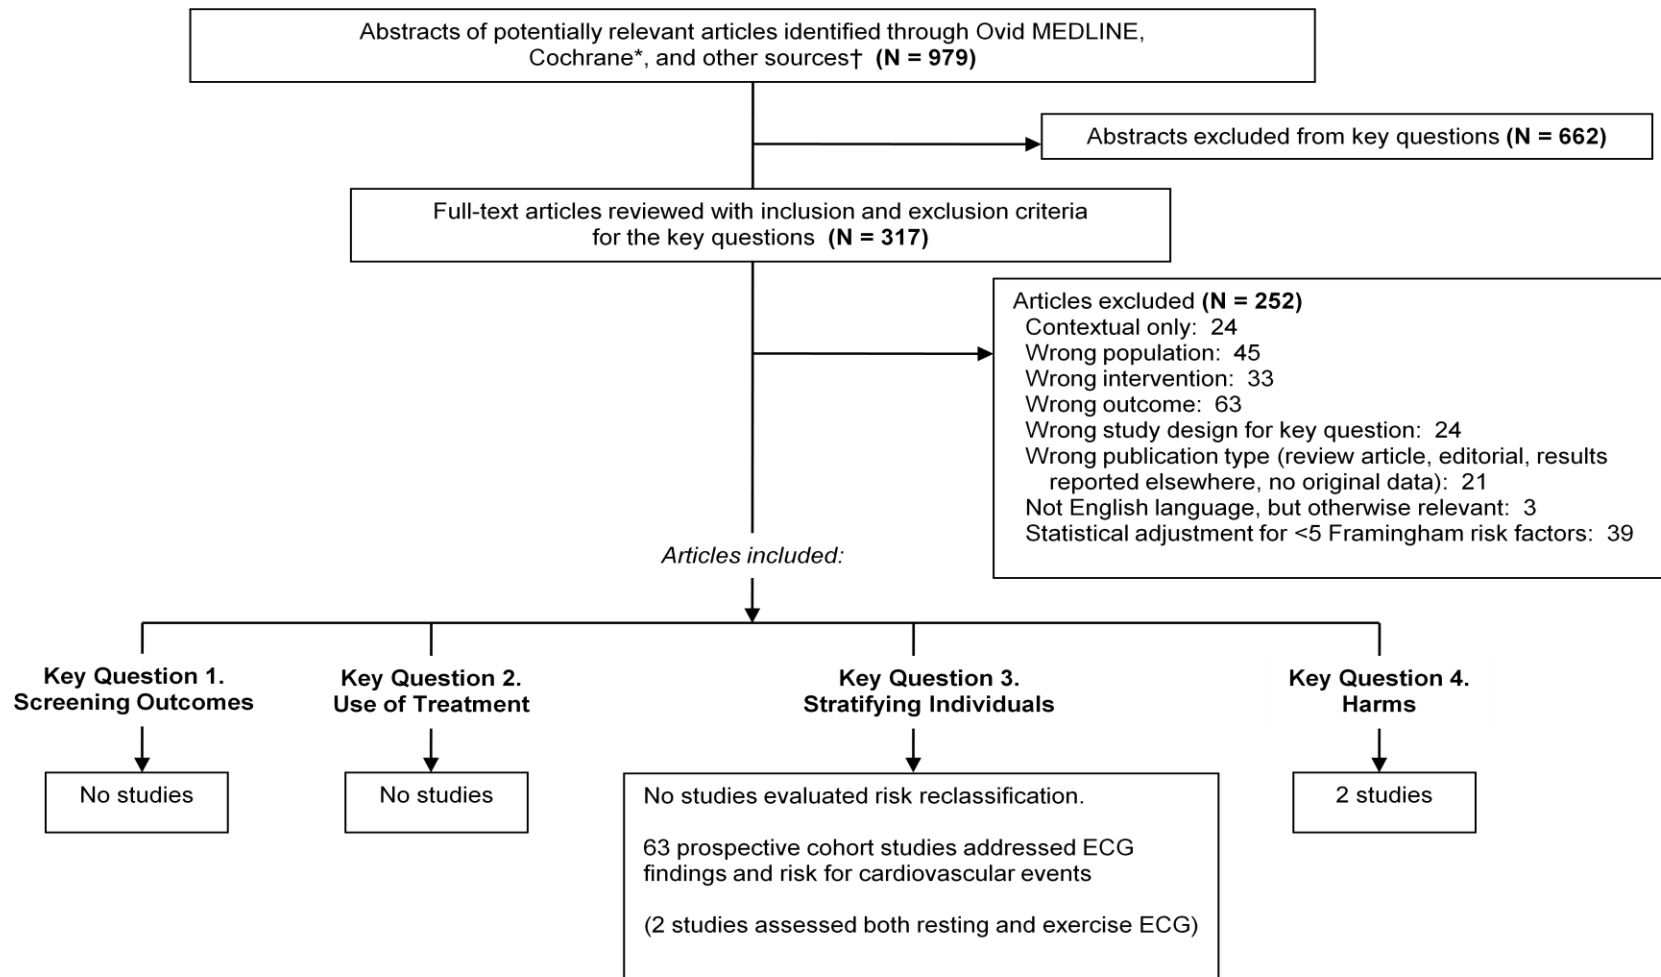 Abstracts of potentially relevant articles identified through Ovid MEDLINE,
Cochrane*, and other sources† (N = 979)
Abstracts excluded from key questions (N = 662)
Full-text articles reviewed with inclusion and exclusion criteria
for the key questions (N = 317)
Articles excluded (N = 252)
Contextual only: 24
Wrong population: 45
Wrong intervention: 33
Wrong outcome: 63
Wrong study design for key question: 24
Wrong publication type (review article, editorial, results
reported elsewhere, no original data): 21
Not English language, but otherwise relevant: 3
Statistical adjustment for <5 Framingham risk factors: 39
Articles included:
Key Question 1.
Screening Outcomes
No studies
Key Question 2.
Use of Treatment
No studies
Key Question 3.
Stratifying Individuals
No studies evaluated risk reclassification.
63 prospective cohort studies addressed ECG
findings and risk for cardiovascular events
(2 studies assessed both resting and exercise ECG)
Key Question 4.
Harms
2 studies